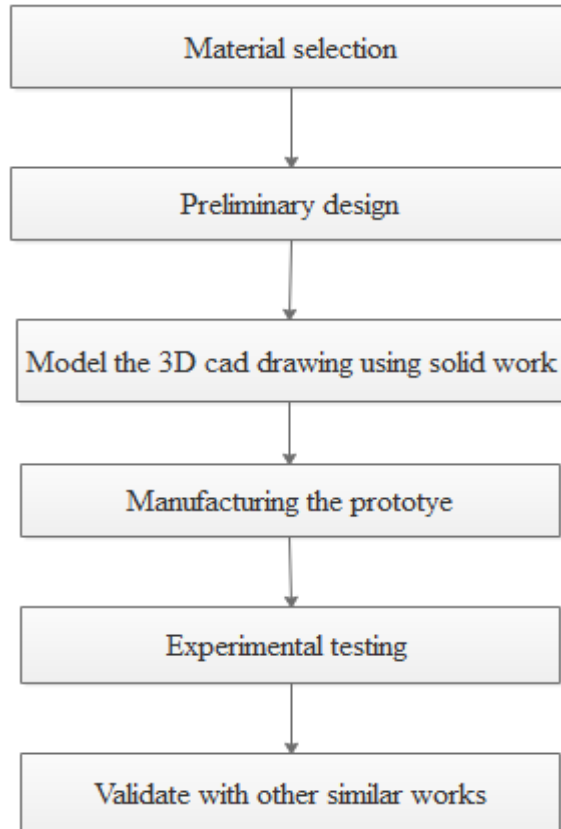 Material selection
Preliminary design
Model the 3D cad drawing using solid work
Manufacturing the prototye
Experimental testing
Validate with other similar works